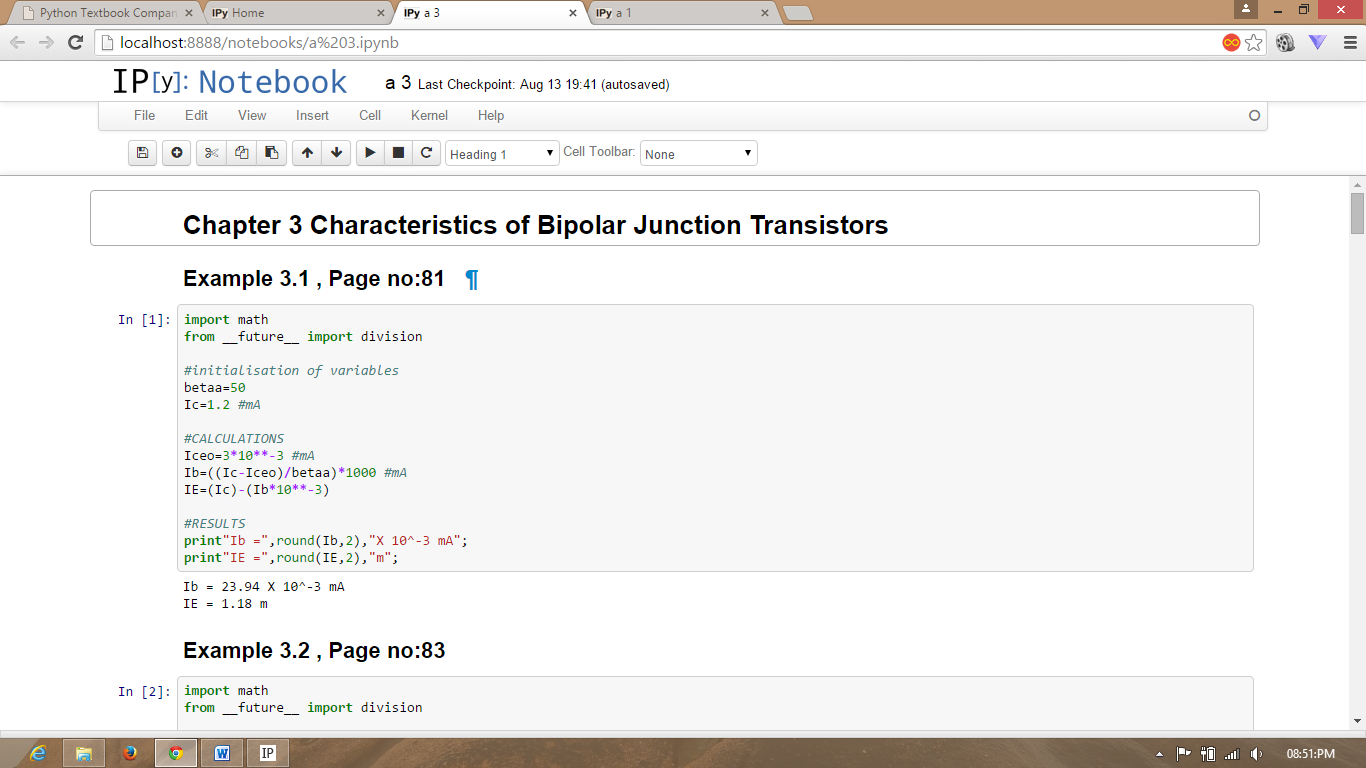 Python Textbook Compan
IPy Home
IPy a 3
IPy a 1
localhost:8888/notebooks/a%203.ipynb
IP[y]: Notebook
a 3 Last Checkpoint: Aug 13 19:41 (autosaved)
File Edit View Insert Cell Kernel Help
Heading 1 Cell Toolbar: None
Chapter 3 Characteristics of Bipolar Junction Transistors
Example 3.1 , Page no:81 ¶
In [1]:
import math
from __future__ import division
#initialisation of variables
betaa=50
Ic=1.2 #mA
#CALCULATIONS
Iceo=3*10**-3 #mA
Ib=((Ic-Iceo)/betaa)*1000 #mA
IE=(Ic)-(Ib*10**-3)
#RESULTS
print"Ib =",round(Ib,2),"X 10^-3 mA";
print"IE =",round(IE,2),"m";
Ib = 23.94 X 10^-3 mA
IE = 1.18 m
Example 3.2 , Page no:83
In [2]:
import math
from __future__ import division
IP
08:51:PM